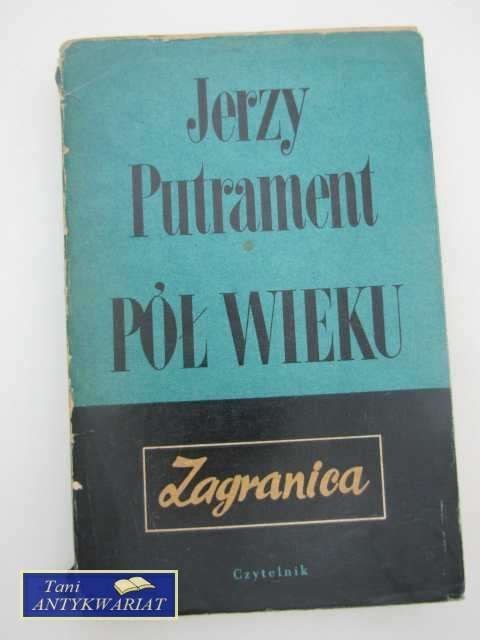 Jerzy
Putrament
PÓŁ WIEKU
Zagranica
Czytelnik
Tani
ANTYKWARIAT